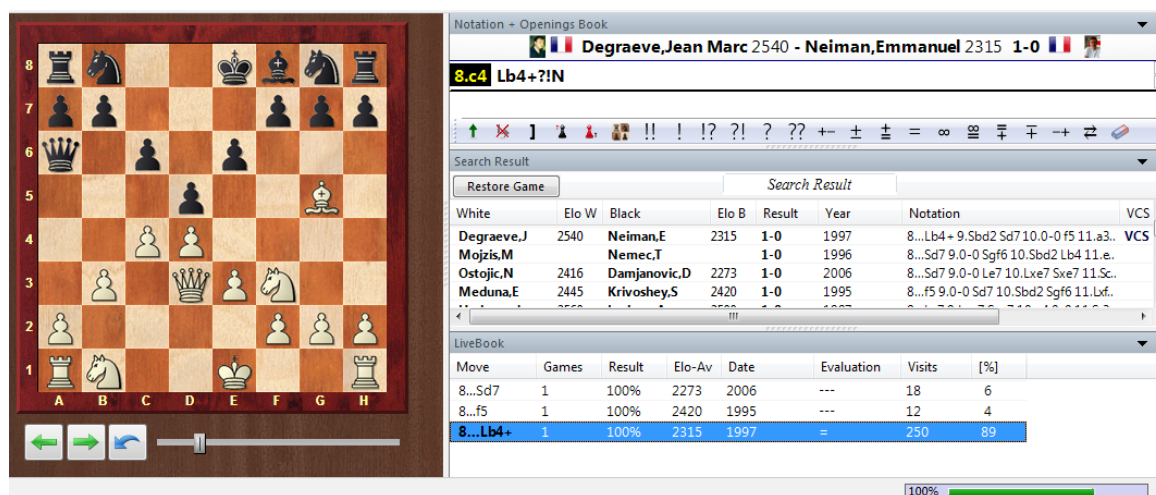 Notation + Openings Book
Degraeve,Jean Marc 2540 - Neiman,Emmanuel 2315 1-0
8.c4 Lb4+?!N
!! ! !? ?! ? ?? +− ± ⩲ = ∞ ⩱ ∓ −+ ⇄
Search Result
Restore Game Search Result
White Elo W Black Elo B Result Year Notation VCS
Degraeve,J 2540 Neiman,E 2315 1-0 1997 8...Lb4+ 9.Sbd2 Sd7 10.0-0 f5 11.a3.. VCS
Mojzis,M Nemec,T 1-0 1996 8...Sd7 9.0-0 Sgf6 10.Sbd2 Lb4 11.e..
Ostojic,N 2416 Damjanovic,D 2273 1-0 2006 8...Sd7 9.0-0 Le7 10.Lxe7 Sxe7 11.Sc..
Meduna,E 2445 Krivoshey,S 2420 1-0 1995 8...f5 9.0-0 Sd7 10.Sbd2 Sgf6 11.Lxf..
LiveBook
Move Games Result Elo-Av Date Evaluation Visits [%]
8...Sd7 1 100% 2273 2006 --- 18 6
8...f5 1 100% 2420 1995 --- 12 4
8...Lb4+ 1 100% 2315 1997 = 250 89
8
7
6
5
4
3
2
1
A B C D E F G H
100%